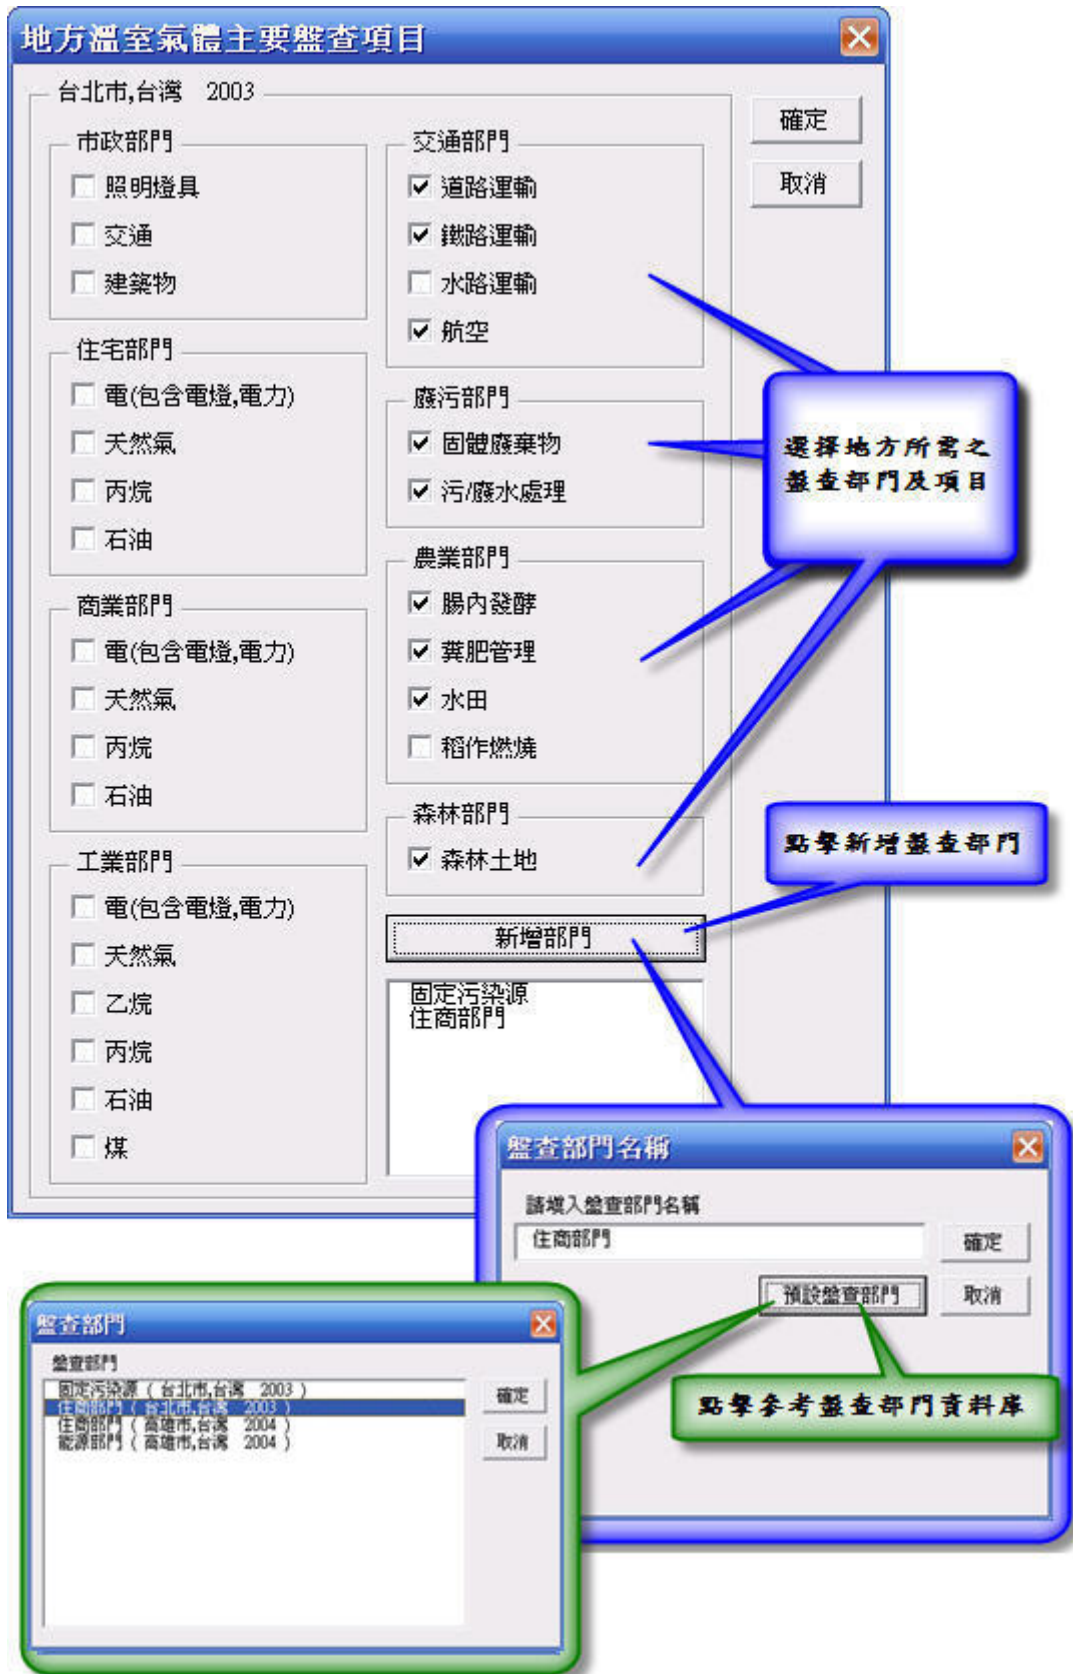 地方溫室氣體主要盤查項目
台北市,台灣 2003
確定
取消
市政部門
照明燈具
交通
建築物
住宅部門
電(包含電燈,電力)
天然氣
丙烷
石油
商業部門
電(包含電燈,電力)
天然氣
丙烷
石油
工業部門
電(包含電燈,電力)
天然氣
乙烷
丙烷
石油
煤
交通部門
道路運輸
鐵路運輸
水路運輸
航空
廢污部門
固體廢棄物
污/廢水處理
農業部門
腸內發酵
糞肥管理
水田
稻作燃燒
森林部門
森林土地
新增部門
固定污染源
住商部門
選擇地方所需之
盤查部門及項目
點擊新增盤查部門
盤查部門名稱
請填入盤查部門名稱
住商部門
確定
預設盤查部門
取消
點擊參考盤查部門資料庫
盤查部門
盤查部門
固定污染源 ( 台北市,台灣 2003 )
住商部門 ( 台北市,台灣 2003 )
住商部門 ( 高雄市,台灣 2004 )
能源部門 ( 高雄市,台灣 2004 )
確定
取消